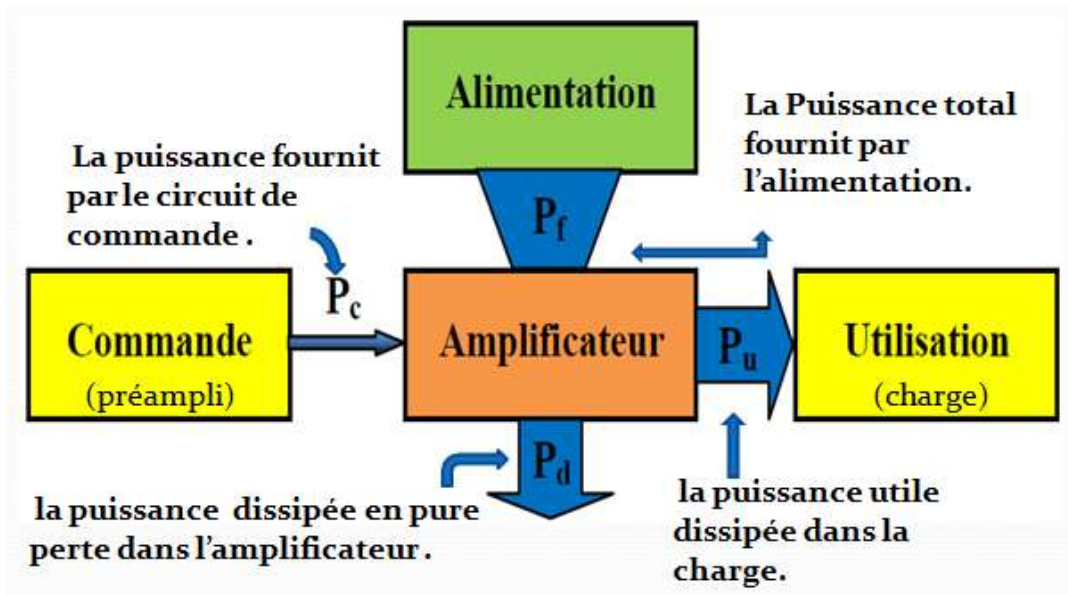 Alimentation
La Puissance total
fournit par
l'alimentation.
La puissance fournit
par le circuit de
commande .
Pf
Pc
Commande
(préampli)
Amplificateur
Pu
Utilisation
(charge)
Pd
la puissance dissipée en pure
perte dans l'amplificateur .
la puissance utile
dissipée dans la
charge.